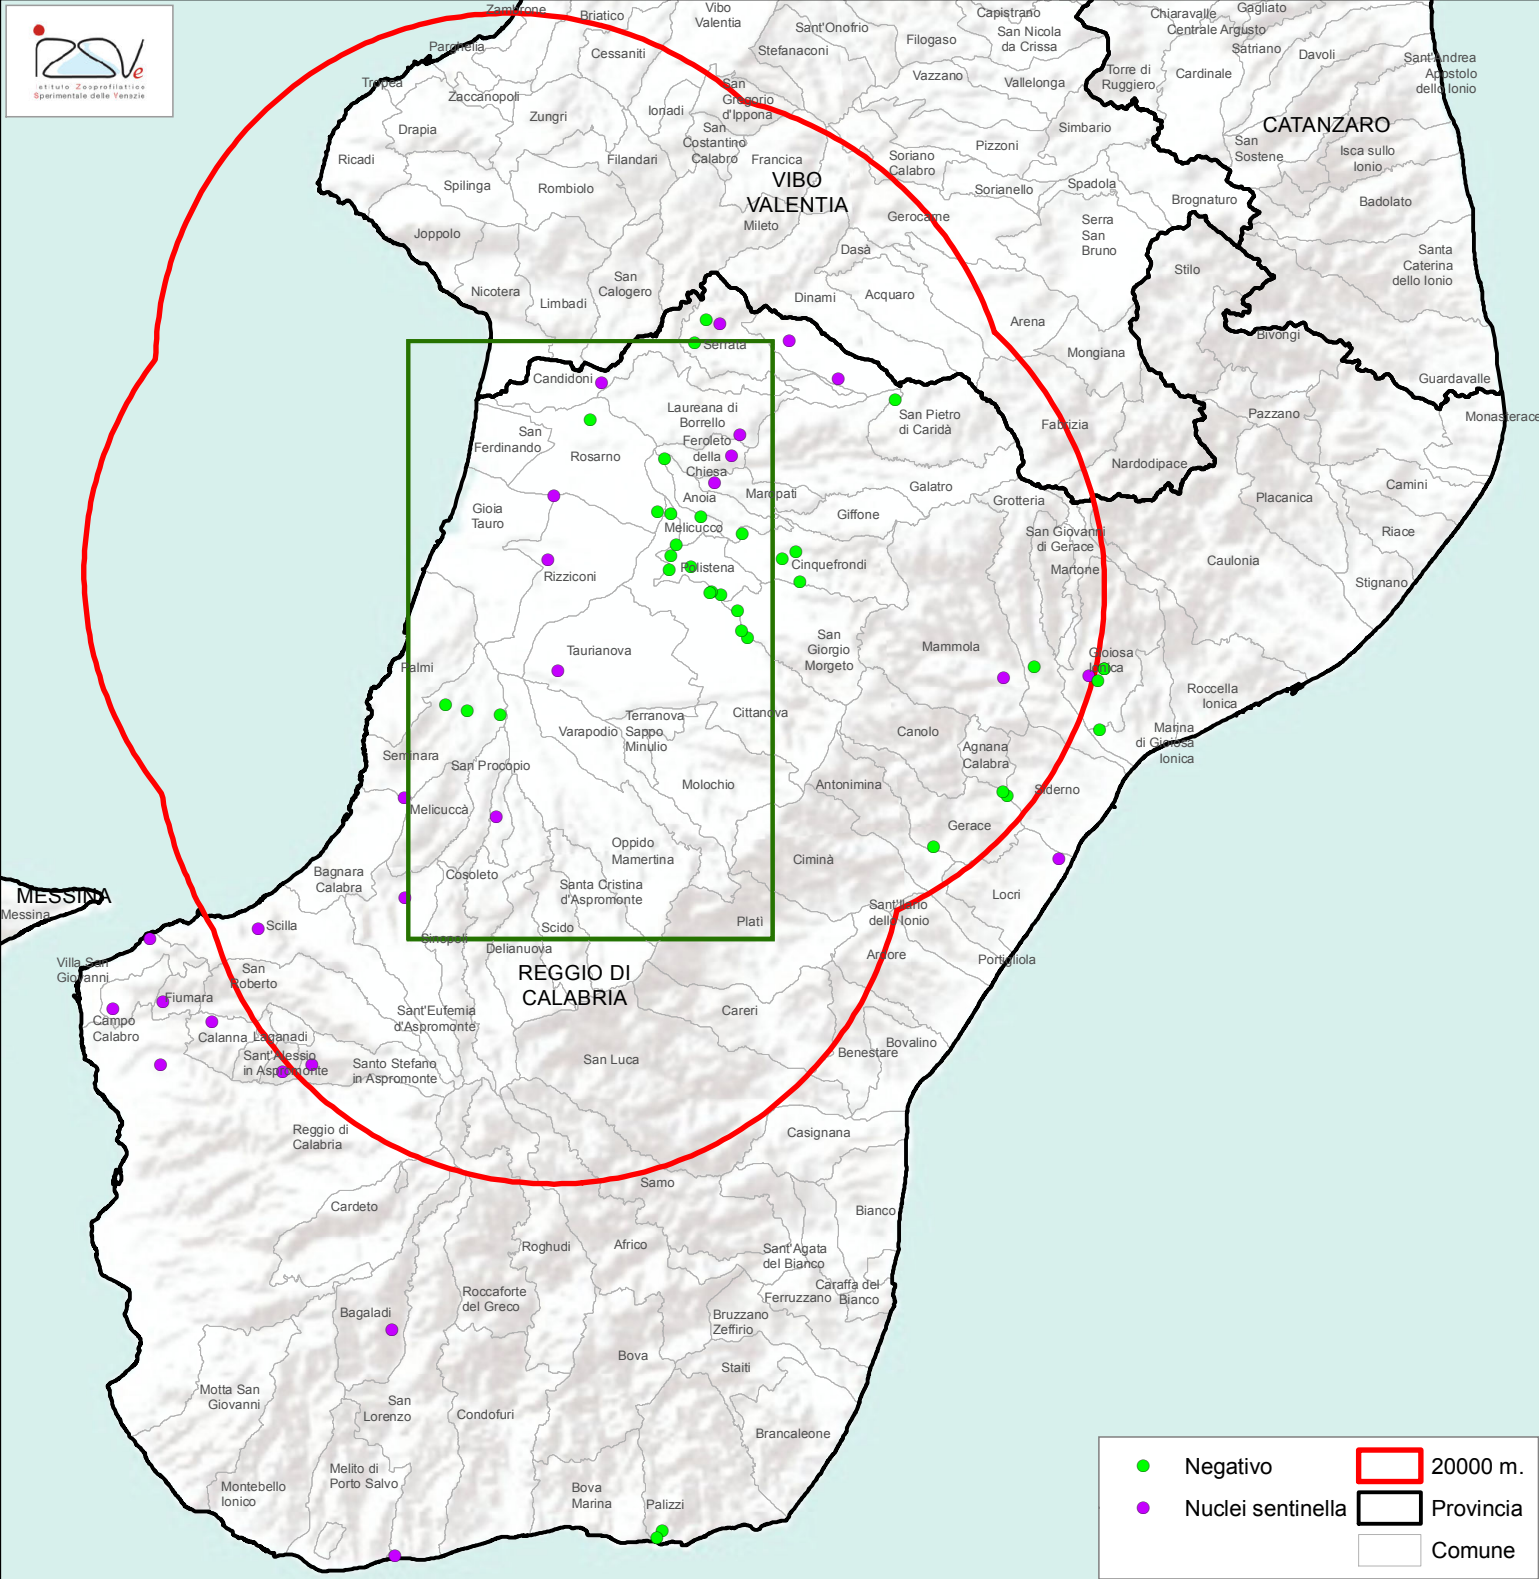 IZSVe
Istituto Zooprofilattico
Sperimentale delle Venezie
Zambrone
Briatico
Vibo
Valentia
Sant'Onofrio
Capistrano
Chiaravalle
Centrale
Gagliato
Argusto
Parghelia
Cessaniti
Stefanaconi
Filogaso
San Nicola
da Crissa
Satriano
Davoli
Sant'Andrea
Apostolo
dello Ionio
Tropea
Zaccanopoli
Zungri
Ionadi
San
Gregorio
d'Ippona
Vazzano
Vallelonga
Torre di
Ruggiero
Cardinale
Drapia
San
Costantino
Calabro
Simbario
CATANZARO
Ricadi
Filandari
Francica
Soriano
Calabro
Pizzoni
San
Sostene
Isca sullo
Ionio
Spilinga
Rombiolo
VIBO
VALENTIA
Sorianello
Spadola
Brognaturo
Badolato
Joppolo
Mileto
Gerocarne
Serra
San
Bruno
Dasà
Santa
Caterina
dello Ionio
Nicotera
Limbadi
San
Calogero
Dinami
Acquaro
Stilo
Arena
Serrata
Mongiana
Bivongi
Candidoni
Guardavalle
San
Ferdinando
Laureana di
Borrello
San Pietro
di Caridà
Fabrizia
Pazzano
Monasterace
Rosarno
Feroleto
della
Chiesa
Nardodipace
Gioia
Tauro
Anoia
Maropati
Galatro
Grotteria
Placanica
Camini
Melicucco
Giffone
San Giovanni
di Gerace
Riace
Rizziconi
Polistena
Cinquefrondi
Martone
Caulonia
Stignano
Palmi
Taurianova
San
Giorgio
Morgeto
Mammola
Gioiosa
Ionica
Roccella
Ionica
Seminara
Varapodio
Terranova
Sappo
Minulio
Cittanova
Canolo
Agnana
Calabra
Marina
di Gioiosa
Ionica
San Procopio
Molochio
Antonimina
Siderno
Melicuccà
Gerace
Oppido
Mamertina
Ciminà
Bagnara
Calabra
Cosoleto
Santa Cristina
d'Aspromonte
Locri
MESSINA
Messina
Scilla
Sinopoli
Delianuova
Scido
Platì
Sant'Ilario
dello Ionio
Ardore
Portigliola
Villa San
Giovanni
San
Roberto
REGGIO DI
CALABRIA
Fiumara
Campo
Calabro
Calanna
Laganadi
Sant'Eufemia
d'Aspromonte
Careri
Sant'Alessio
in Aspromonte
Santo Stefano
in Aspromonte
San Luca
Benestare
Bovalino
Reggio di
Calabria
Casignana
Cardeto
Samo
Bianco
Roghudi
Africo
Sant'Agata
del Bianco
Bagaladi
Roccaforte
del Greco
Ferruzzano
Caraffa del
Bianco
Bruzzano
Zeffirio
Bova
Staiti
Motta San
Giovanni
San
Lorenzo
Condofuri
Brancaleone
Montebello
Ionico
Melito di
Porto Salvo
Bova
Marina
Palizzi
Negativo
Nuclei sentinella
20000 m.
Provincia
Comune